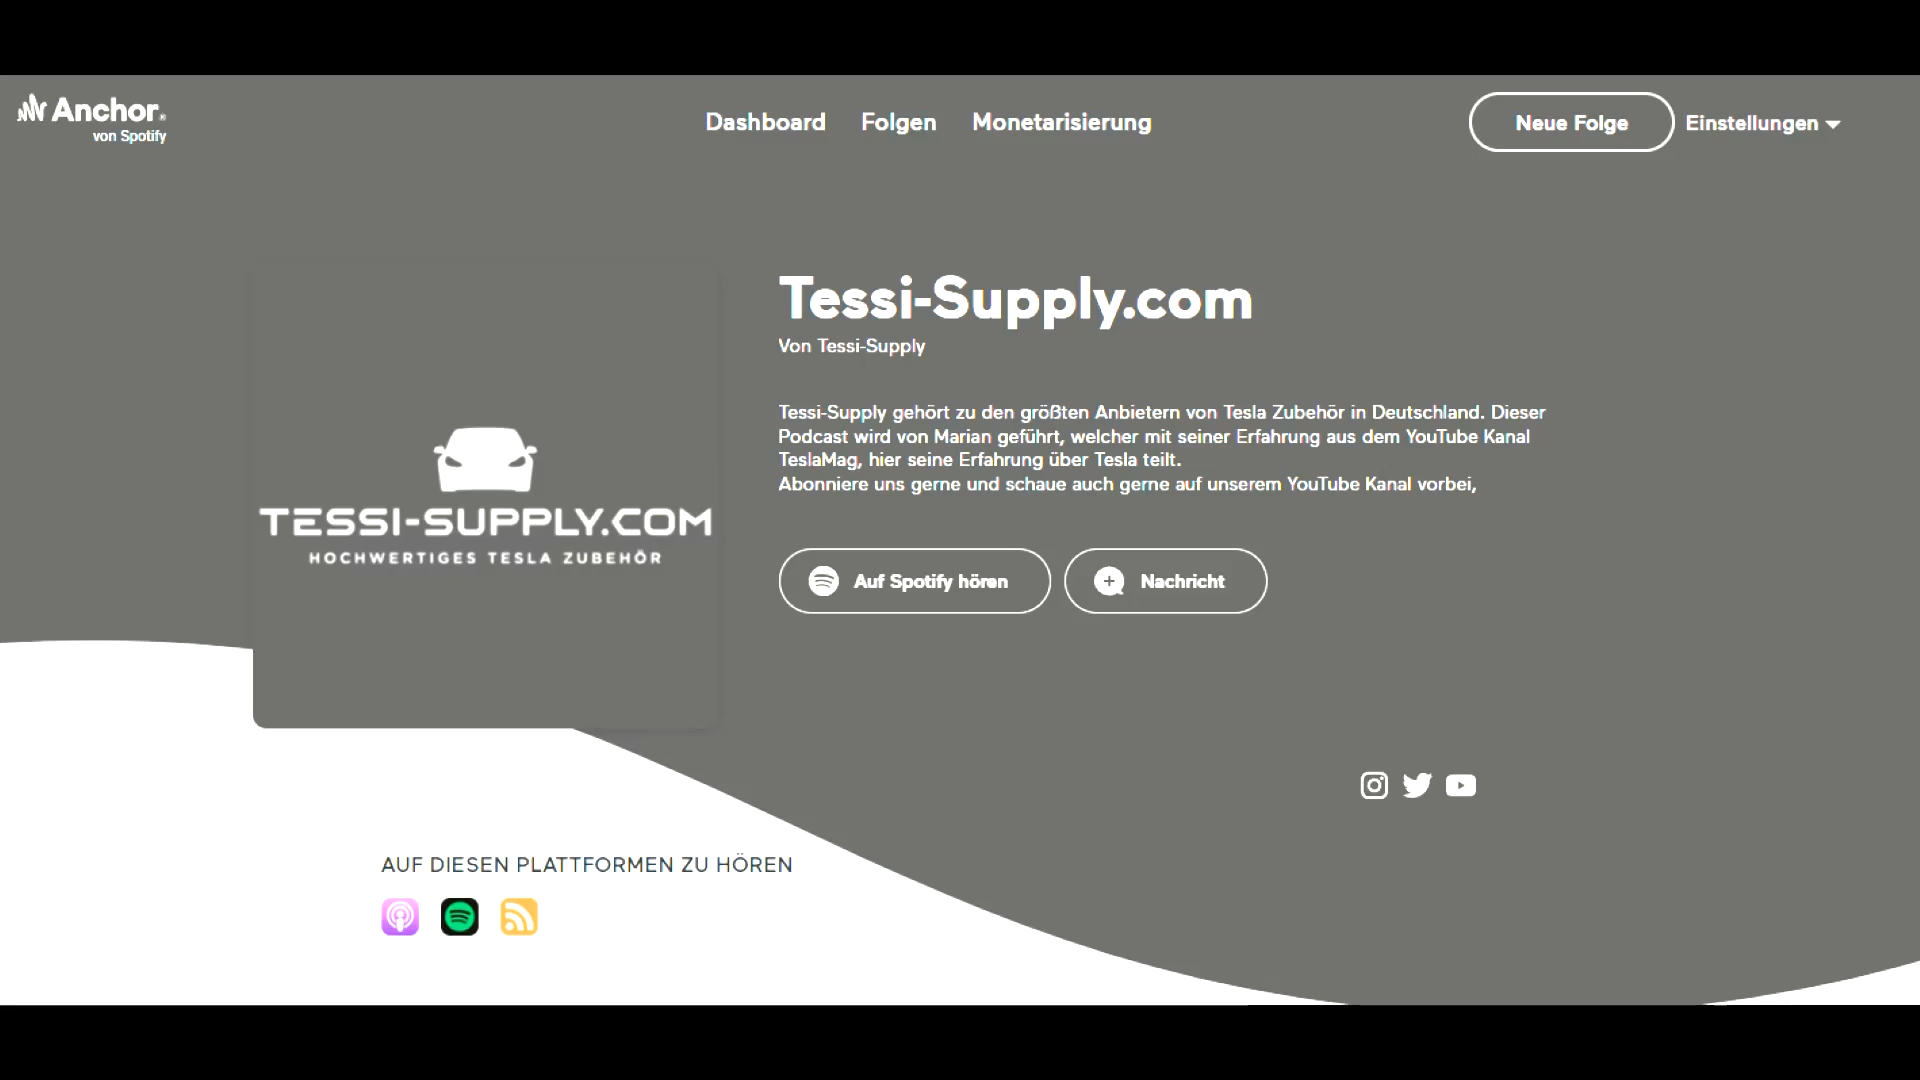 Anchor
von Spotify
Dashboard
Folgen
Monetarisierung
Neue Folge
Einstellungen
TESSI-SUPPLY.COM
HOCHWERTIGES TESLA ZUBEHÖR
Tessi-Supply.com
Von Tessi-Supply
Tessi-Supply gehört zu den größten Anbietern von Tesla Zubehör in Deutschland. Dieser
Podcast wird von Marian geführt, welcher mit seiner Erfahrung aus dem YouTube Kanal
TeslaMag, hier seine Erfahrung über Tesla teilt.
Abonniere uns gerne und schaue auch gerne auf unserem YouTube Kanal vorbei,
Auf Spotify hören
Nachricht
AUF DIESEN PLATTFORMEN ZU HÖREN